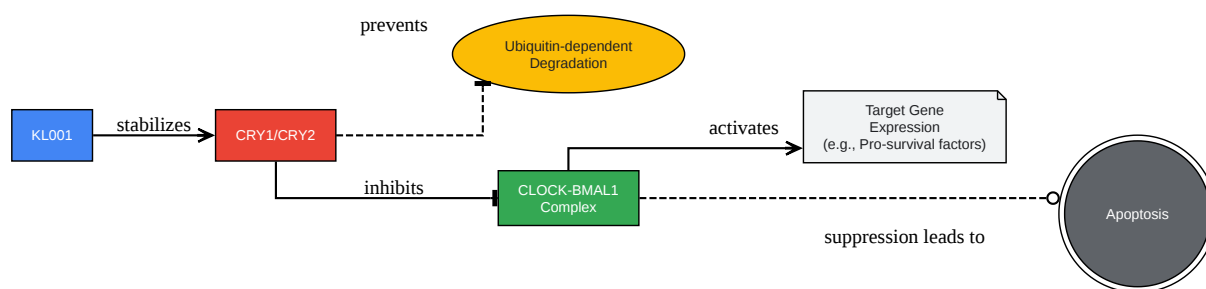 prevents
Ubiquitin-dependent
Degradation
KL001
stabilizes
CRY1/CRY2
activates
Target Gene
Expression
(e.g., Pro-survival factors)
inhibits
CLOCK-BMAL1
Complex
suppression leads to
Apoptosis